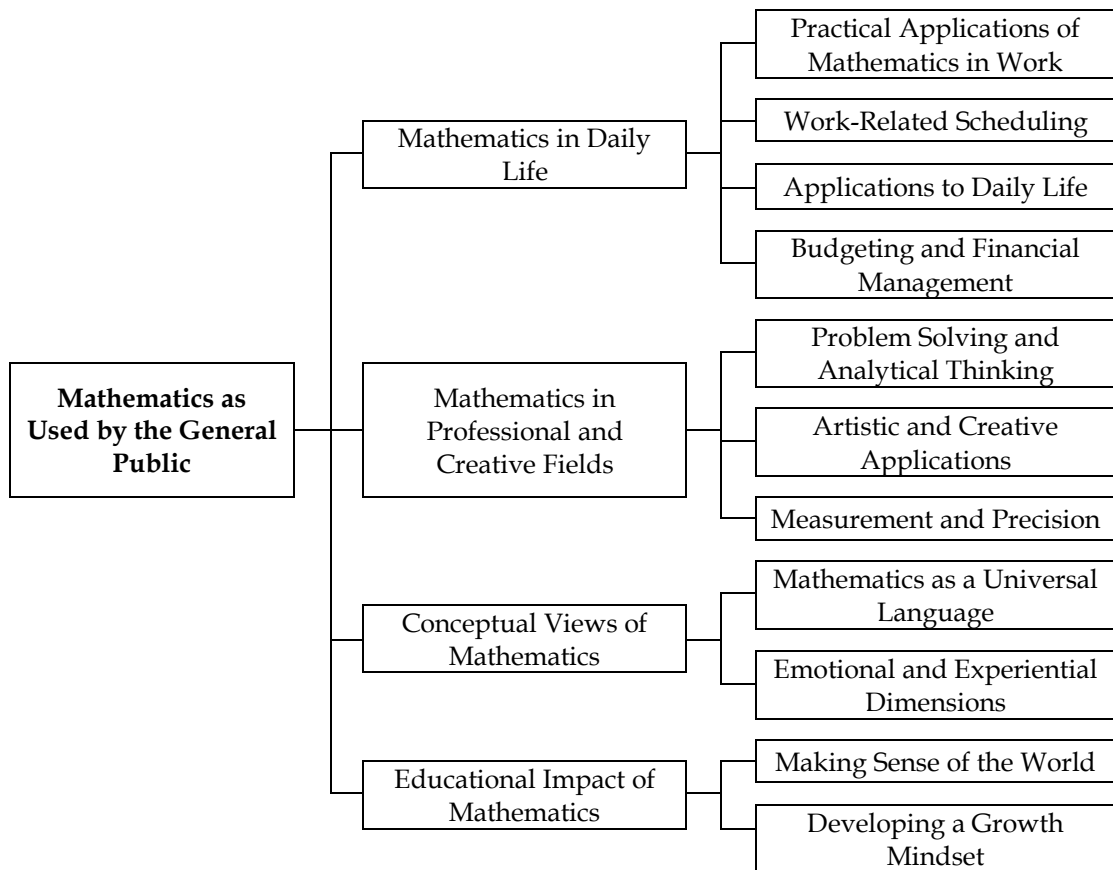 Mathematics as
Used by the General
Public
Mathematics in Daily
Life
Practical Applications of
Mathematics in Work
Work-Related Scheduling
Applications to Daily Life
Budgeting and Financial
Management
Mathematics in
Professional and
Creative Fields
Problem Solving and
Analytical Thinking
Artistic and Creative
Applications
Measurement and Precision
Conceptual Views of
Mathematics
Mathematics as a Universal
Language
Emotional and Experiential
Dimensions
Educational Impact of
Mathematics
Making Sense of the World
Developing a Growth
Mindset